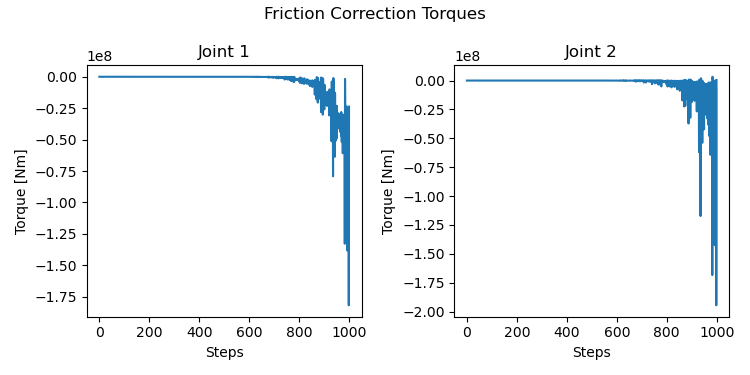 Friction Correction Torques
Joint 1
1e8
0.00
−0.25
−0.50
−0.75
−1.00
−1.25
−1.50
−1.75
Torque [Nm]
0 200 400 600 800 1000
Steps
Joint 2
1e8
0.00
−0.25
−0.50
−0.75
−1.00
−1.25
−1.50
−1.75
−2.00
Torque [Nm]
0 200 400 600 800 1000
Steps